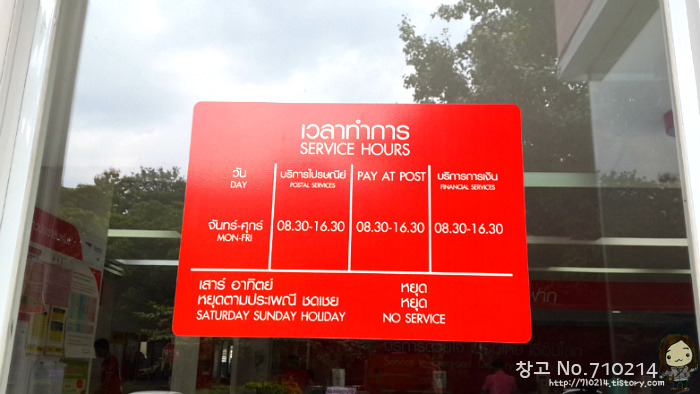 เวลาทำการ
SERVICE HOURS
วัน บริการไปรษณีย์ PAY AT POST บริการการเงิน
DAY POSTAL SERVICES FINANCIAL SERVICES
จันทร์-ศุกร์ 08.30-16.30 08.30-16.30 08.30-16.30
MON-FRI
เสาร์ อาทิตย์ หยุด
หยุดตามประเพณี ชดเชย หยุด
SATURDAY SUNDAY HOLIDAY NO SERVICE
창고 No.710214
http://710214.tistory.com/